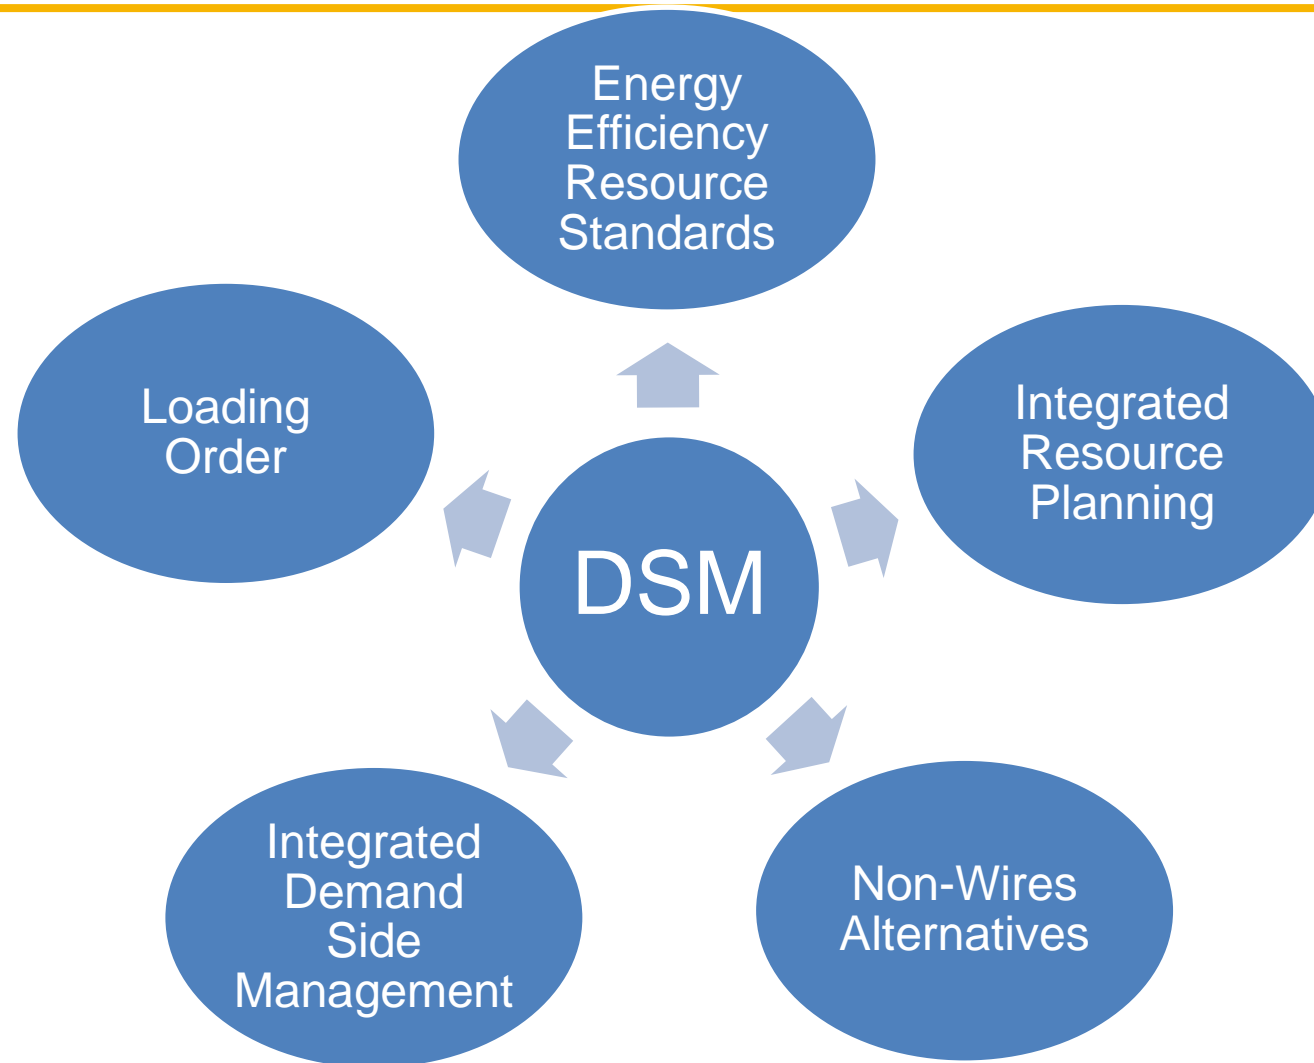 Energy
Efficiency
Resource
Standards
Loading
Order
Integrated
Resource
Planning
DSM
Integrated
Demand
Side
Management
Non-Wires
Alternatives